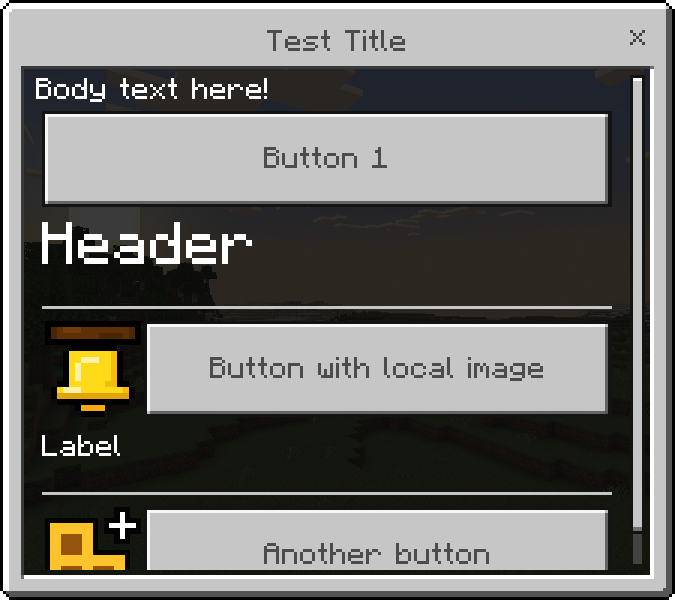 Test Title
Body text here!
Button 1
Header
Button with local image
Label
Another button